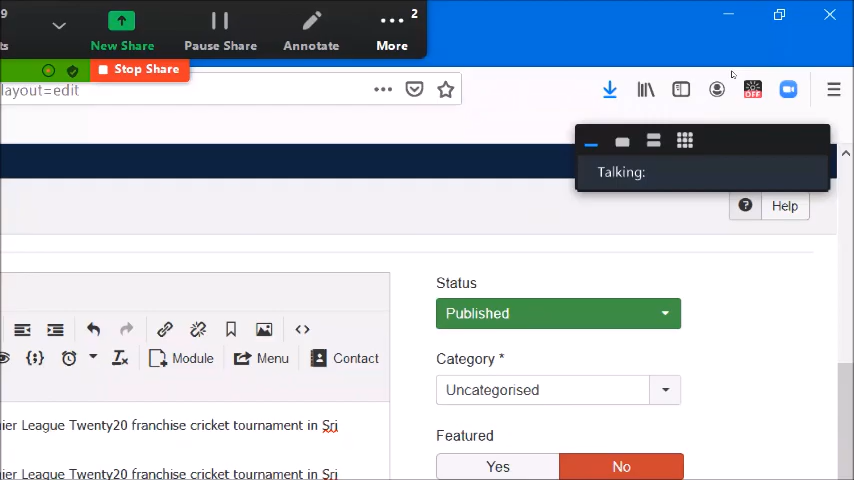 9
2
ts
New Share
Pause Share
Annotate
More
Stop Share
layout=edit
OFF
Talking:
Help
Status
Published
Module
Menu
Contact
Category *
Uncategorised
Featured
Yes
No
ier League Twenty20 franchise cricket tournament in Sri
ier League Twenty20 franchise cricket tournament in Sri